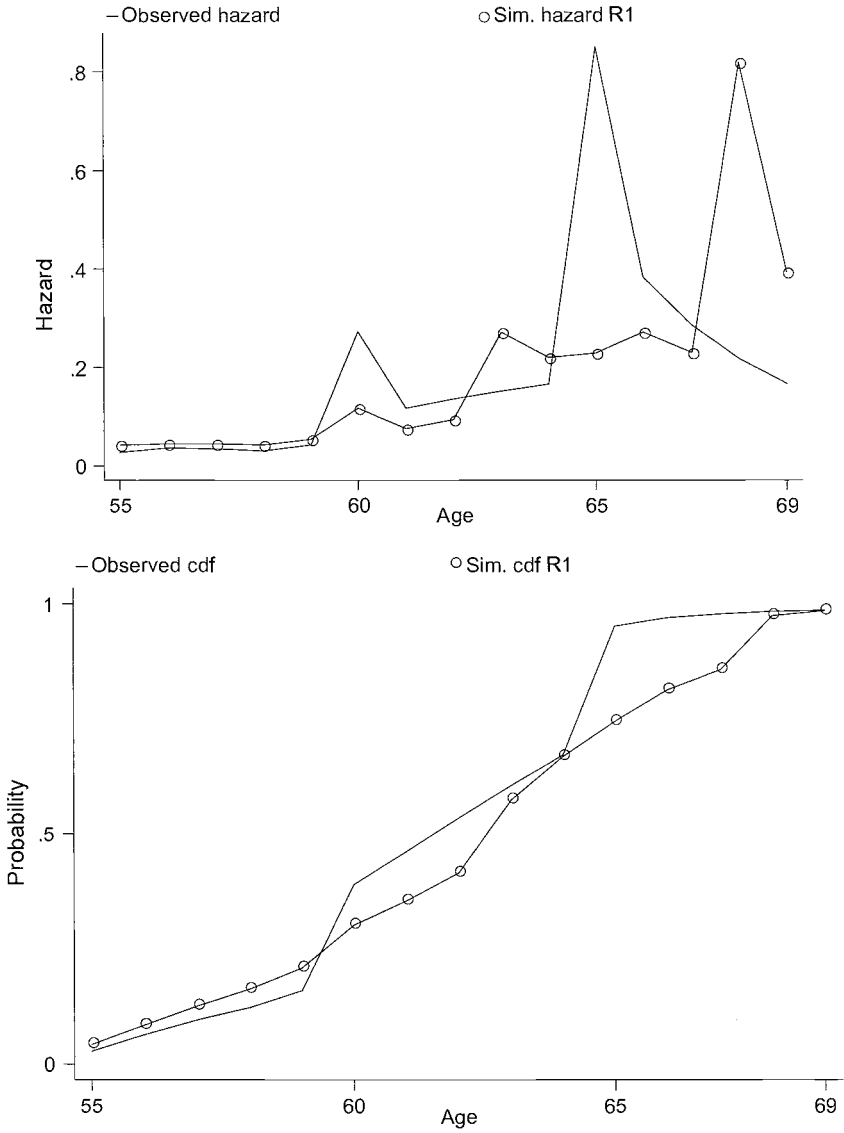 —Observed hazard ○ Sim. hazard R1
.8
.6
.4
.2
0
Hazard
55 60 65 69
Age
—Observed cdf ○ Sim. cdf R1
1
.5
0
Probability
55 60 65 69
Age